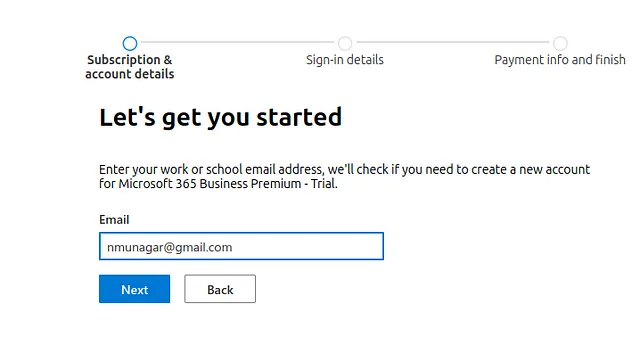 Subscription &
account details
Sign-in details
Payment info and finish
Let's get you started
Enter your work or school email address, we'll check if you need to create a new account
for Microsoft 365 Business Premium - Trial.
Email
nmunagar@gmail.com
Next
Back